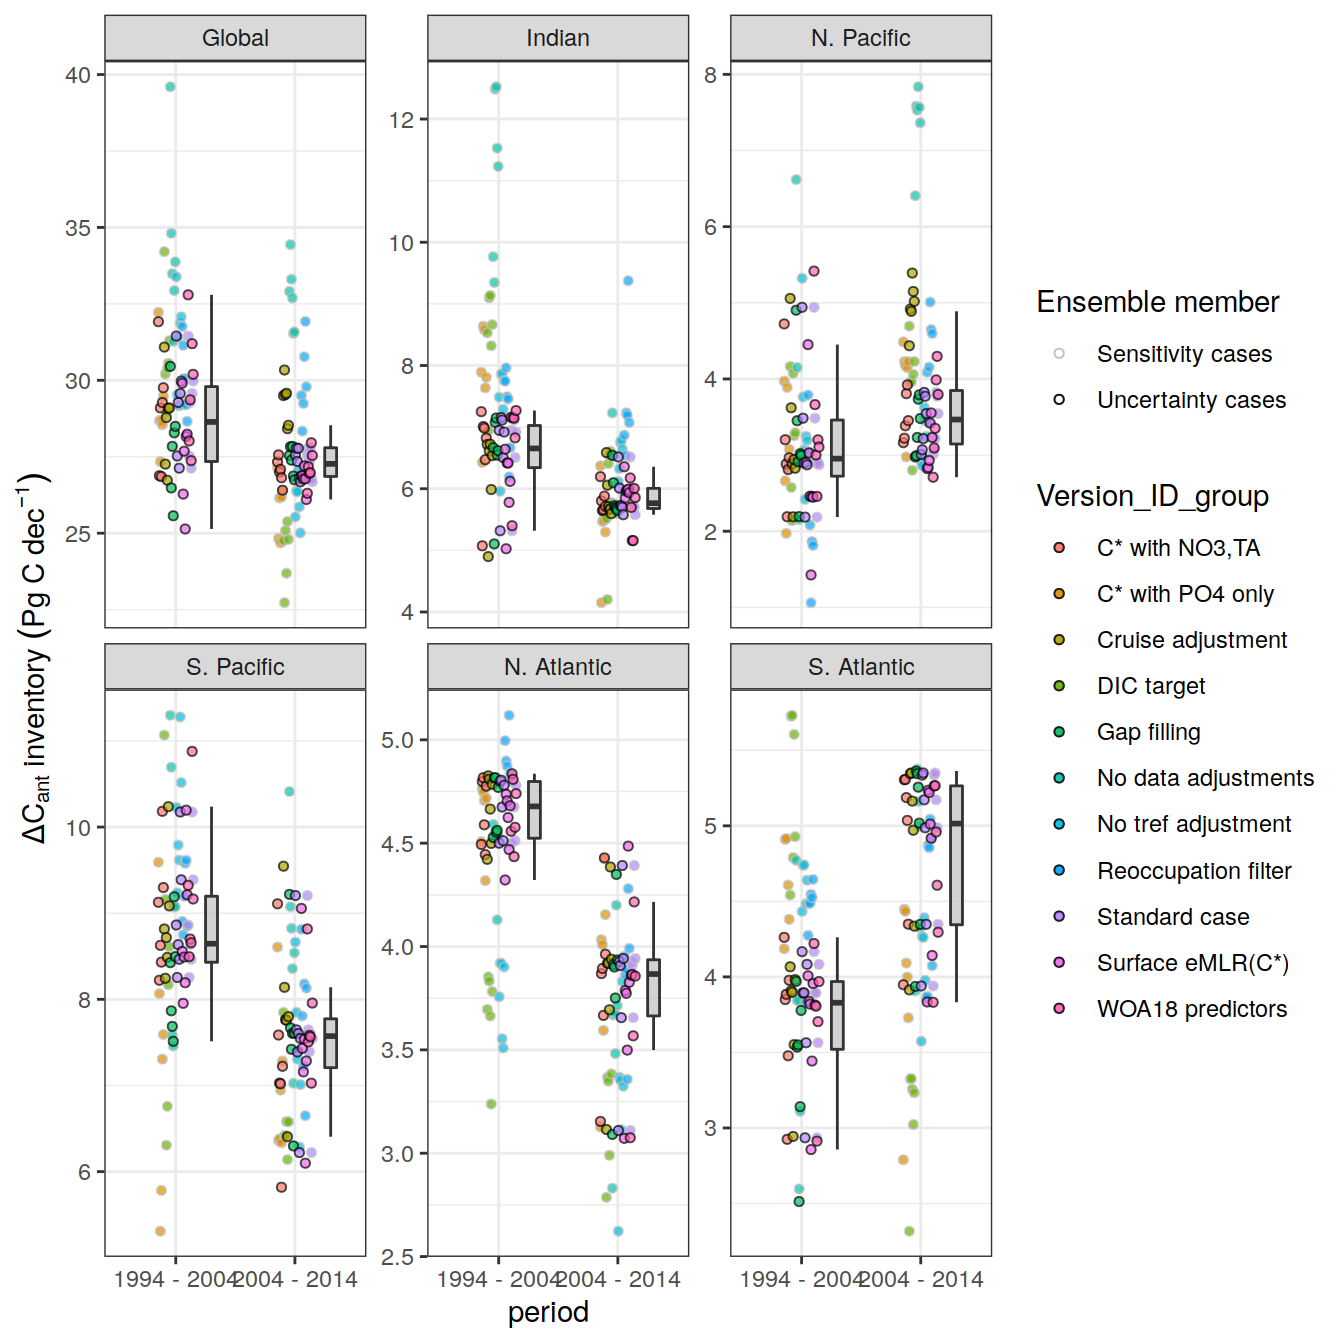 Global
Indian
N. Pacific
40
35
30
25
12
10
8
6
4
8
6
4
2
S. Pacific
N. Atlantic
S. Atlantic
10
8
6
5.0
4.5
4.0
3.5
3.0
2.5
5
4
3
1994 - 2004
2004 - 2014
1994 - 2004
2004 - 2014
1994 - 2004
2004 - 2014
period
ΔCant inventory (Pg C dec⁻¹)
Ensemble member
Sensitivity cases
Uncertainty cases
Version_ID_group
C* with NO3,TA
C* with PO4 only
Cruise adjustment
DIC target
Gap filling
No data adjustments
No tref adjustment
Reoccupation filter
Standard case
Surface eMLR(C*)
WOA18 predictors